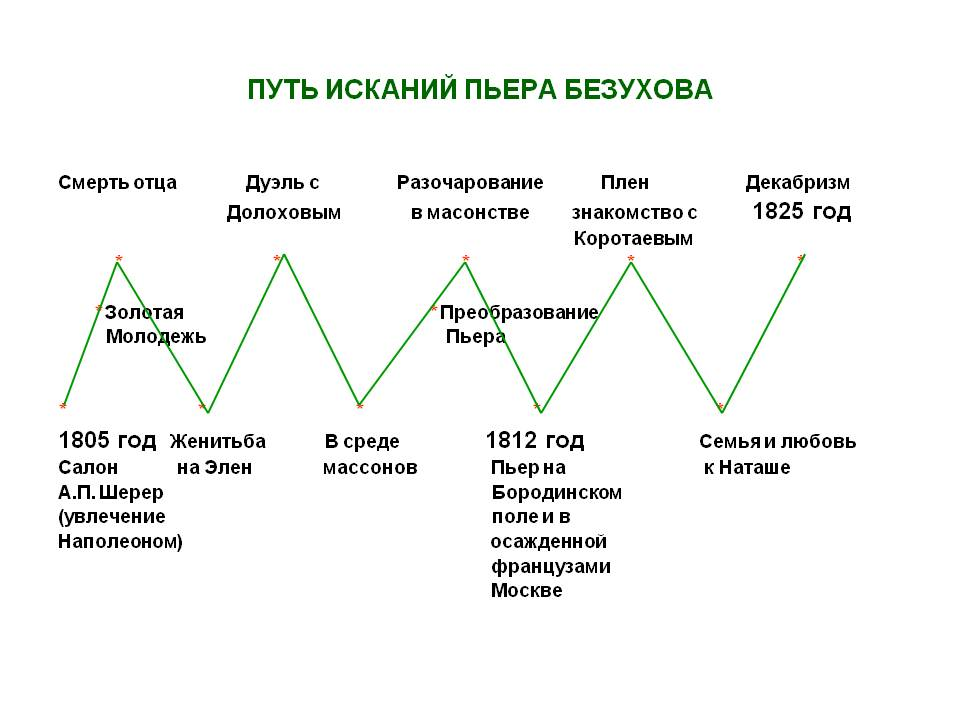 ПУТЬ ИСКАНИЙ ПЬЕРА БЕЗУХОВА
Смерть отца
Дуэль с
Долоховым
Разочарование
в масонстве
Плен
знакомство с
Коротаевым
Декабризм
1825 год
*Золотая
Молодежь
*Преобразование
Пьера
1805 год
Салон
А.П. Шерер
(увлечение
Наполеоном)
Женитьба
на Элен
В среде
массонов
1812 год
Пьер на
Бородинском
поле и в
осажденной
французами
Москве
Семья и любовь
к Наташе